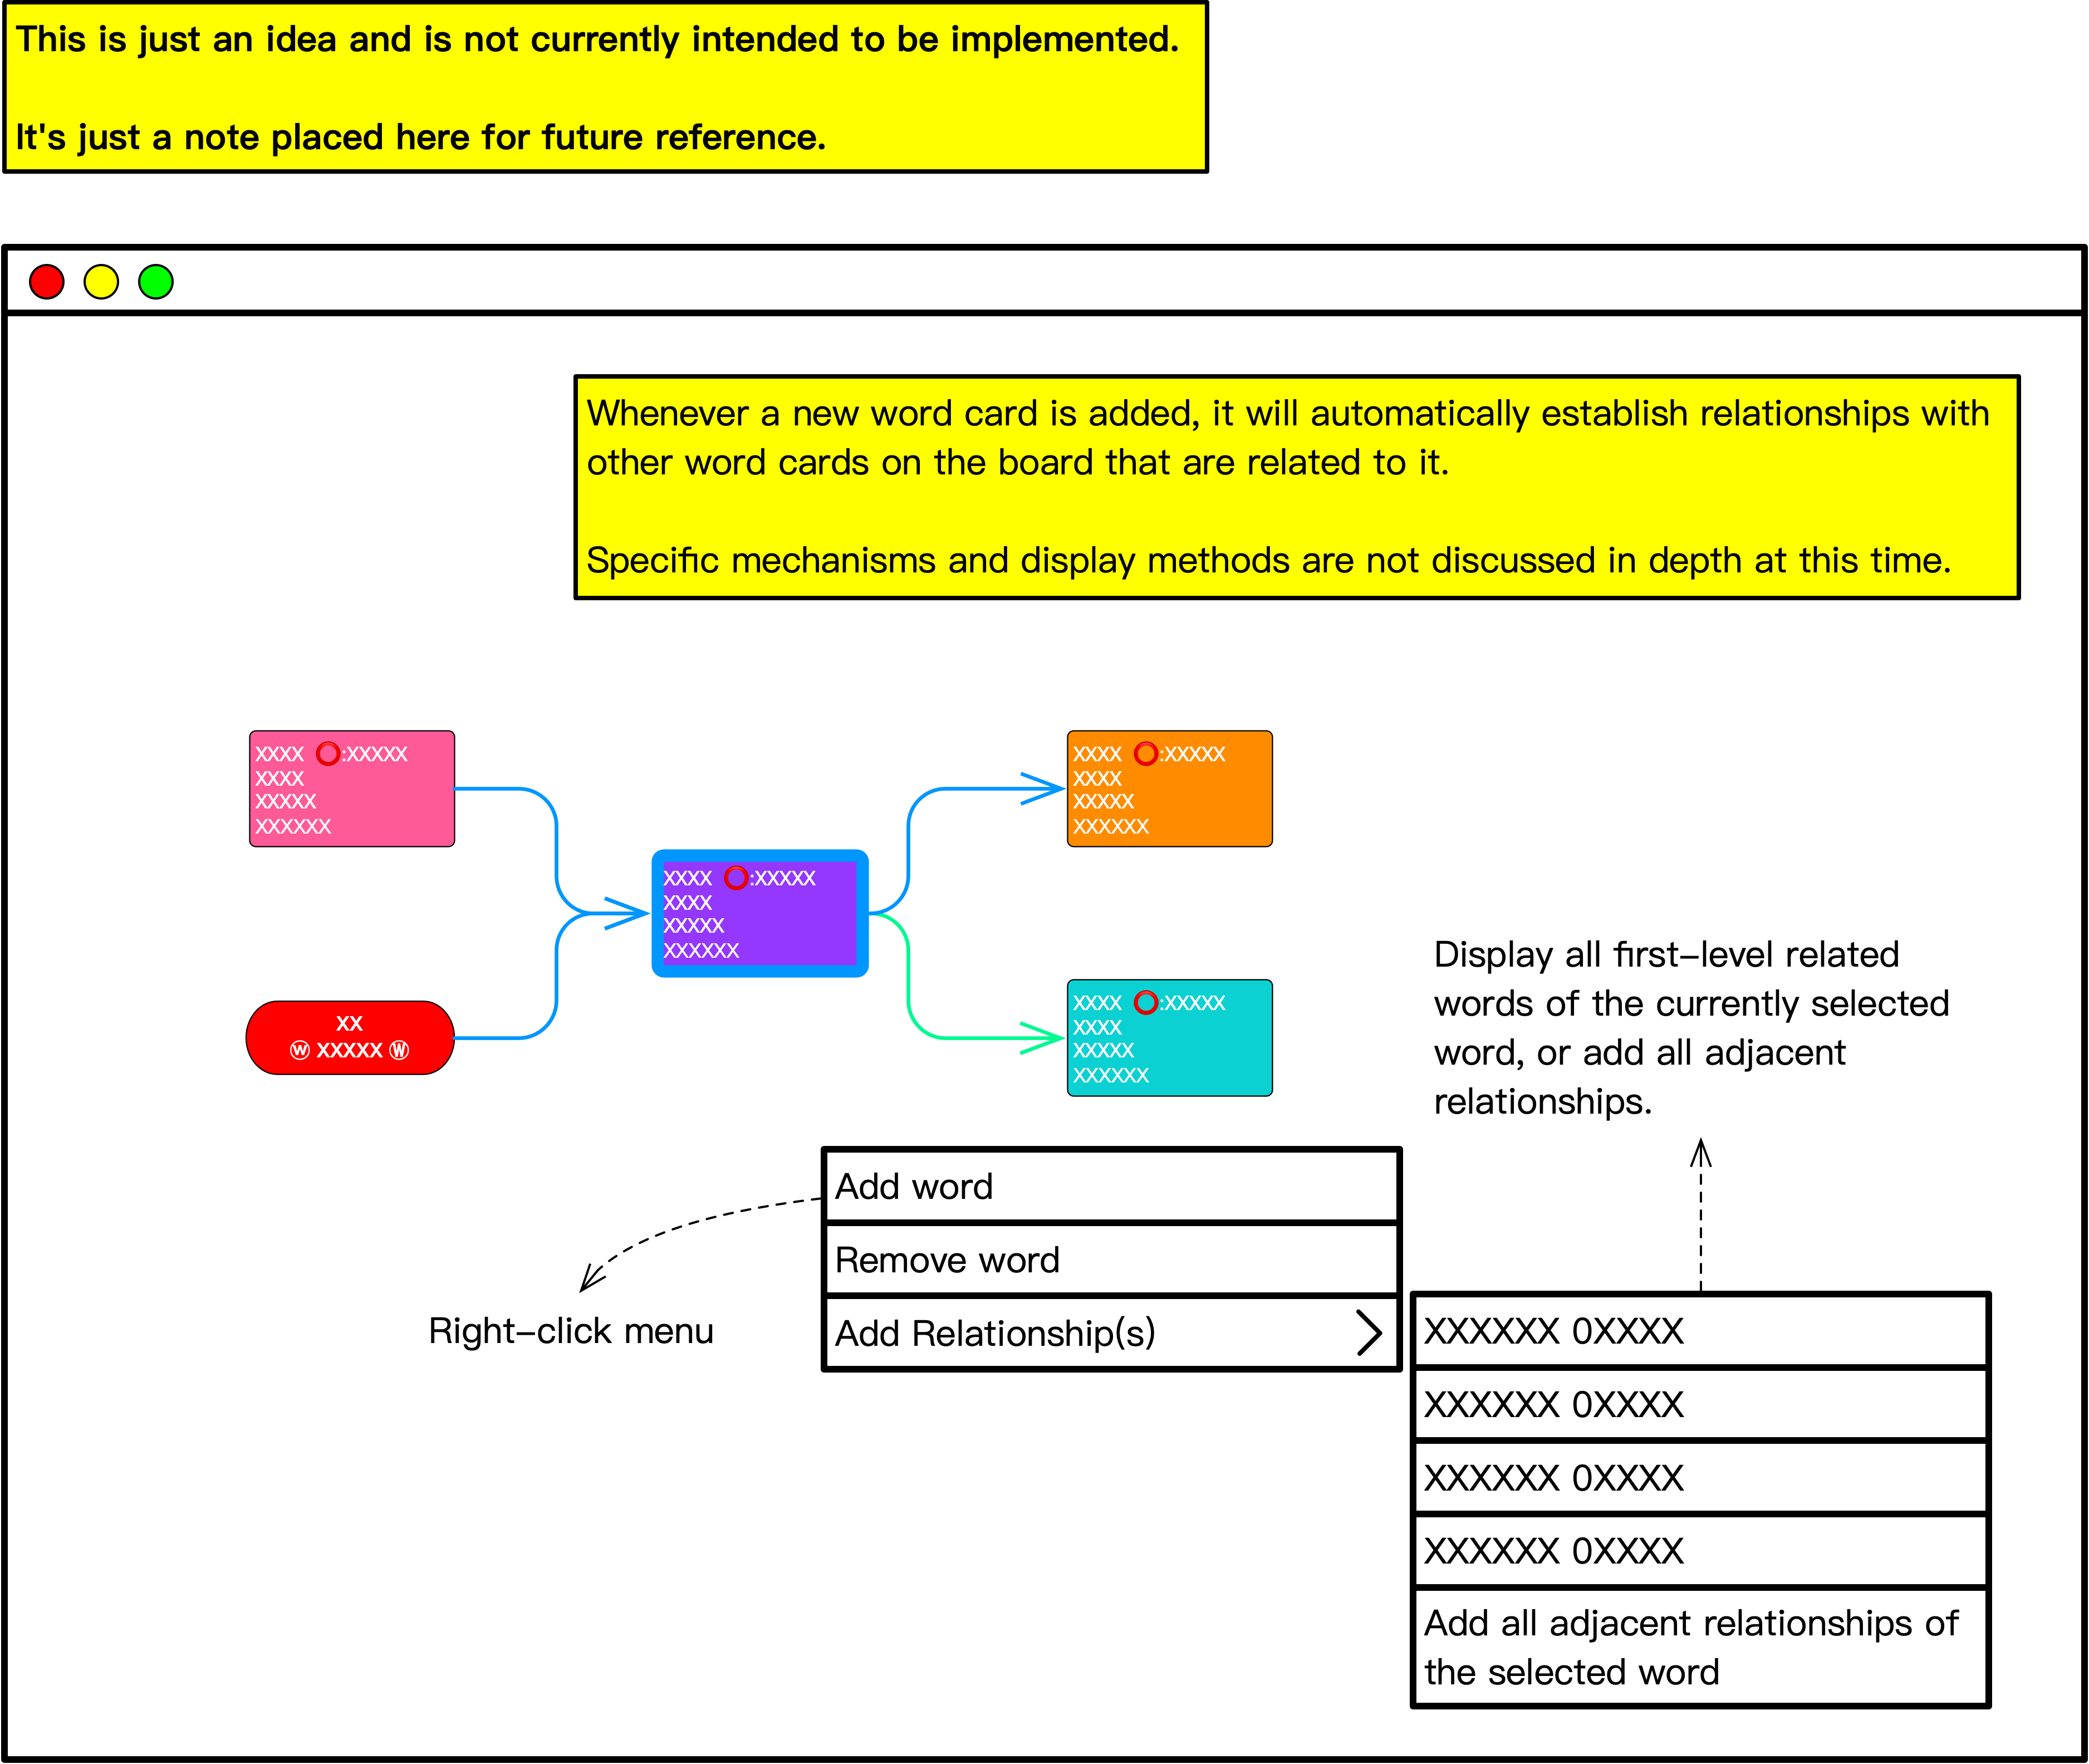 This is just an idea and is not currently intended to be implemented.
It's just a note placed here for future reference.
Whenever a new word card is added, it will automatically establish relationships with
other word cards on the board that are related to it.
Specific mechanisms and display methods are not discussed in depth at this time.
XXXX ⭕:XXXXX
XXXX
XXXXX
XXXXXX
XXXX ⭕:XXXXX
XXXX
XXXXX
XXXXXX
XXXX ⭕:XXXXX
XXXX
XXXXX
XXXXXX
XX
ⓦ XXXXX Ⓦ
XXXX ⭕:XXXXX
XXXX
XXXXX
XXXXXX
Display all first-level related
words of the currently selected
word, or add all adjacent
relationships.
Add word
Remove word
Add Relationship(s)
Right-click menu
XXXXXX 0XXXX
XXXXXX 0XXXX
XXXXXX 0XXXX
XXXXXX 0XXXX
Add all adjacent relationships of
the selected word